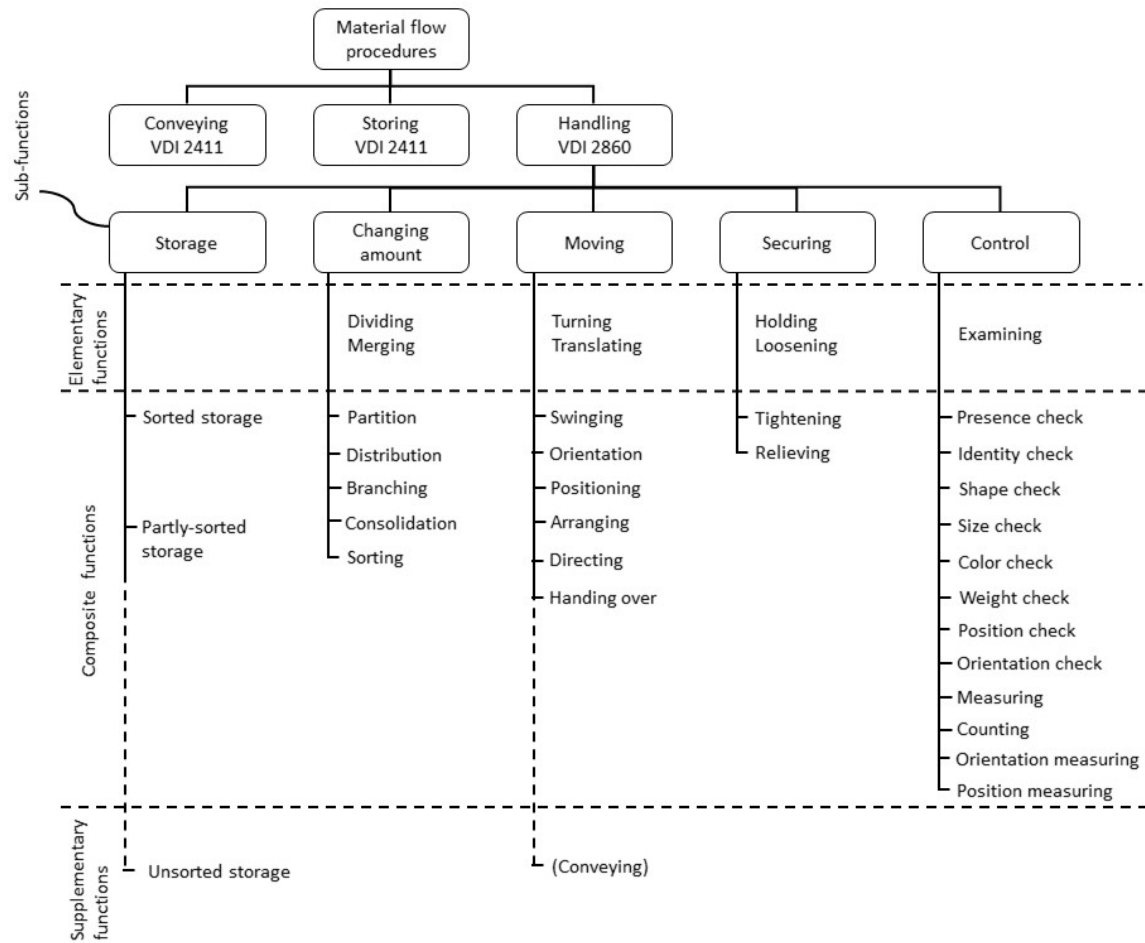 Material flow
procedures
Sub-functions
Conveying
VDI 2411
Storing
VDI 2411
Handling
VDI 2860
Storage
Changing
amount
Moving
Securing
Control
Elementary
functions
Dividing
Merging
Turning
Translating
Holding
Loosening
Examining
Composite functions
Sorted storage
Partly-sorted
storage
Partition
Distribution
Branching
Consolidation
Sorting
Swinging
Orientation
Positioning
Arranging
Directing
Handing over
Tightening
Relieving
Presence check
Identity check
Shape check
Size check
Color check
Weight check
Position check
Orientation check
Measuring
Counting
Orientation measuring
Position measuring
Supplementary
functions
Unsorted storage
(Conveying)